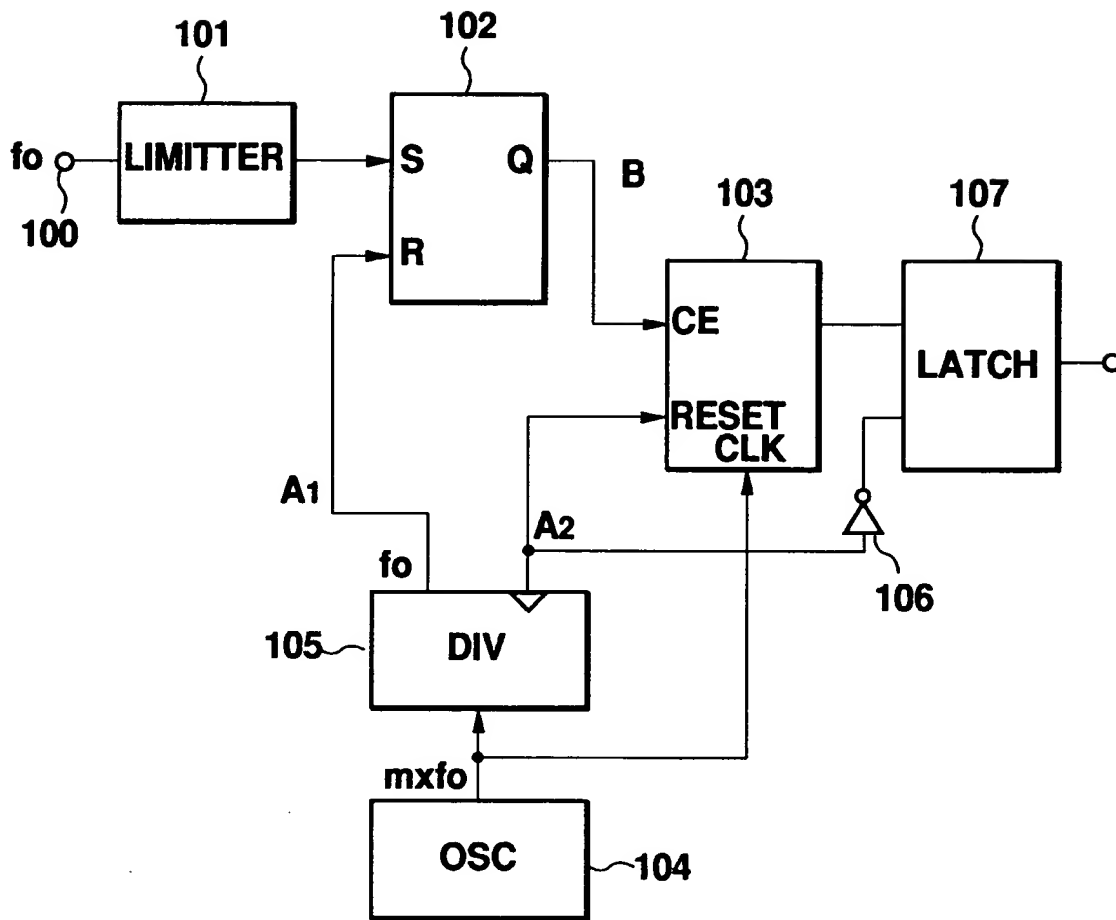 101
102
fo
LIMITTER
S
Q
B
100
103
107
R
CE
LATCH
RESET
CLK
A1
A2
fo
106
105
DIV
mxfo
OSC
104